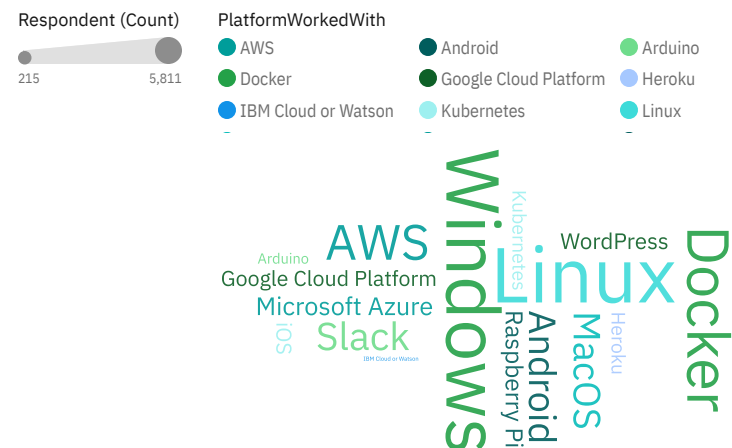 Respondent (Count)
215 5,811
PlatformWorkedWith
AWS Android Arduino
Docker Google Cloud Platform Heroku
IBM Cloud or Watson Kubernetes Linux
Windows
Kubernetes
AWS
WordPress
Docker
Arduino
Linux
Google Cloud Platform
Microsoft Azure
Slack
iOS
IBM Cloud or Watson
Raspberry Pi
Android
MacOS
Heroku